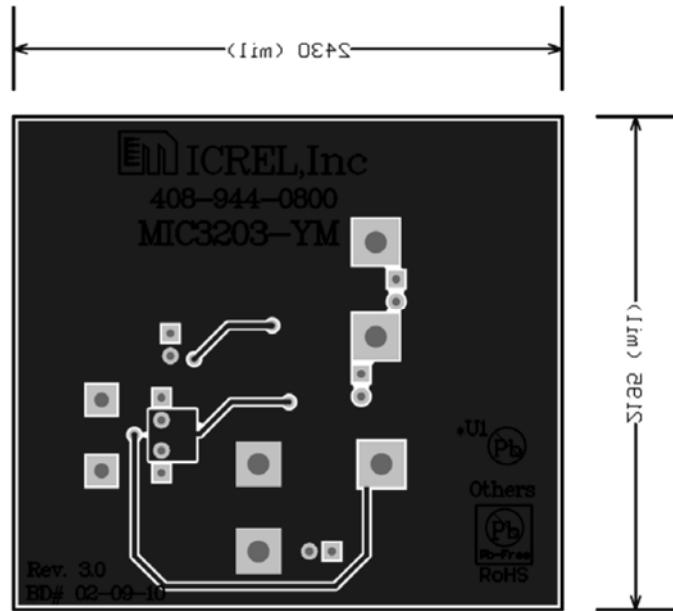 2430 (mil)
MICREL,Inc
408-944-0800
MIC3203-YM
2195 (mil)
*U1
Pb
Others
Pb
Pb-Free
RoHS
Rev. 3.0
BD# 02-09-10